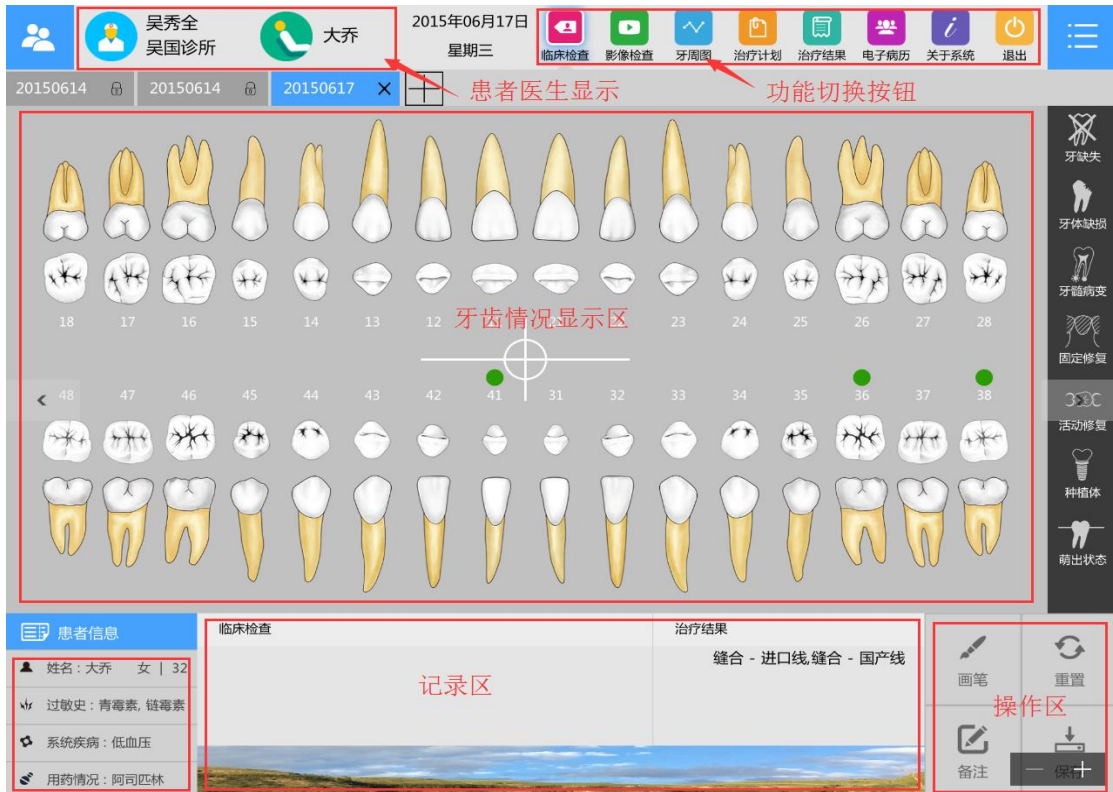 吴秀全
吴国诊所
大乔
2015年06月17日
星期三
临床检查 影像检查 牙周图 治疗计划 治疗结果 电子病历 关于系统 退出
20150614 20150614 20150617
患者医生显示
功能切换按钮
牙缺失
牙体缺损
牙髓病变
固定修复
活动修复
种植体
萌出状态
18 17 16 15 14 13 12 21 22 23 24 25 26 27 28
牙齿情况显示区
48 47 46 45 44 43 42 41 31 32 33 34 35 36 37 38
患者信息
姓名：大乔 女 | 32
过敏史：青霉素, 链霉素
系统疾病：低血压
用药情况：阿司匹林
临床检查
治疗结果
缝合 - 进口线,缝合 - 国产线
记录区
画笔 重置
操作区
备注 保存